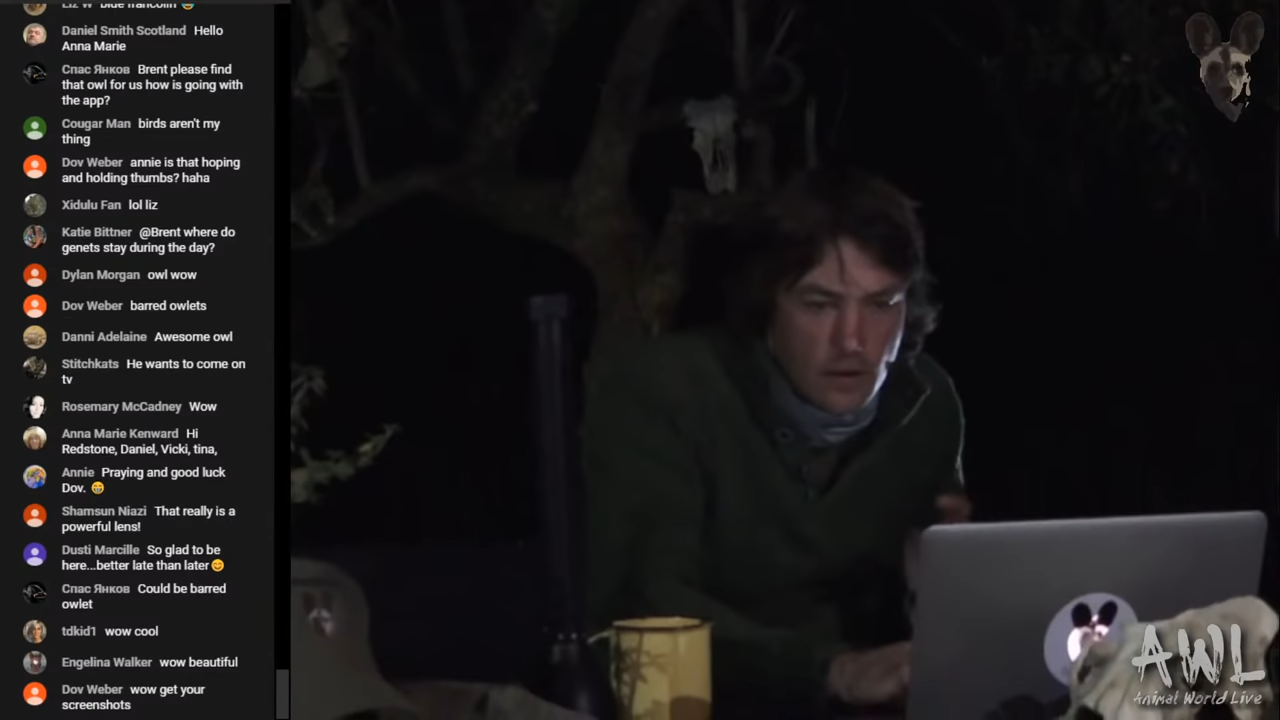 Liz W blue francolin
Daniel Smith Scotland Hello
Anna Marie
Спас Янков Brent please find
that owl for us how is going with
the app?
Cougar Man birds aren't my
thing
Dov Weber annie is that hoping
and holding thumbs? haha
Xidulu Fan lol liz
Katie Bittner @Brent where do
genets stay during the day?
Dylan Morgan owl wow
Dov Weber barred owlets
Danni Adelaine Awesome owl
Stitchkats He wants to come on
tv
Rosemary McCadney Wow
Anna Marie Kenward Hi
Redstone, Daniel, Vicki, tina,
Annie Praying and good luck
Dov. 😁
Shamsun Niazi That really is a
powerful lens!
Dusti Marcille So glad to be
here...better late than later😊
Спас Янков Could be barred
owlet
tdkid1 wow cool
Engelina Walker wow beautiful
Dov Weber wow get your
screenshots
AWL
Animal World Live